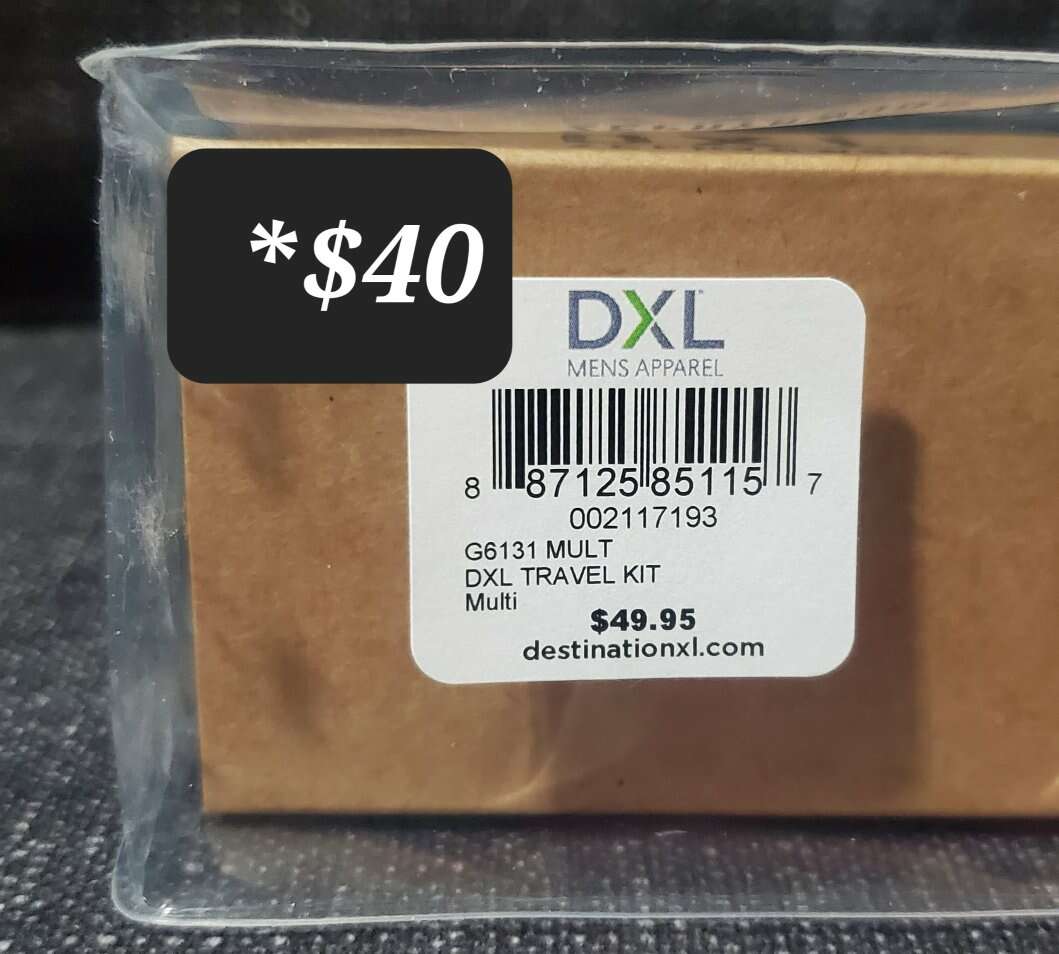 *$40
DXL
MENS APPAREL
8 87125 85115 7
002117193
G6131 MULT
DXL TRAVEL KIT
Multi
$49.95
destinationxl.com